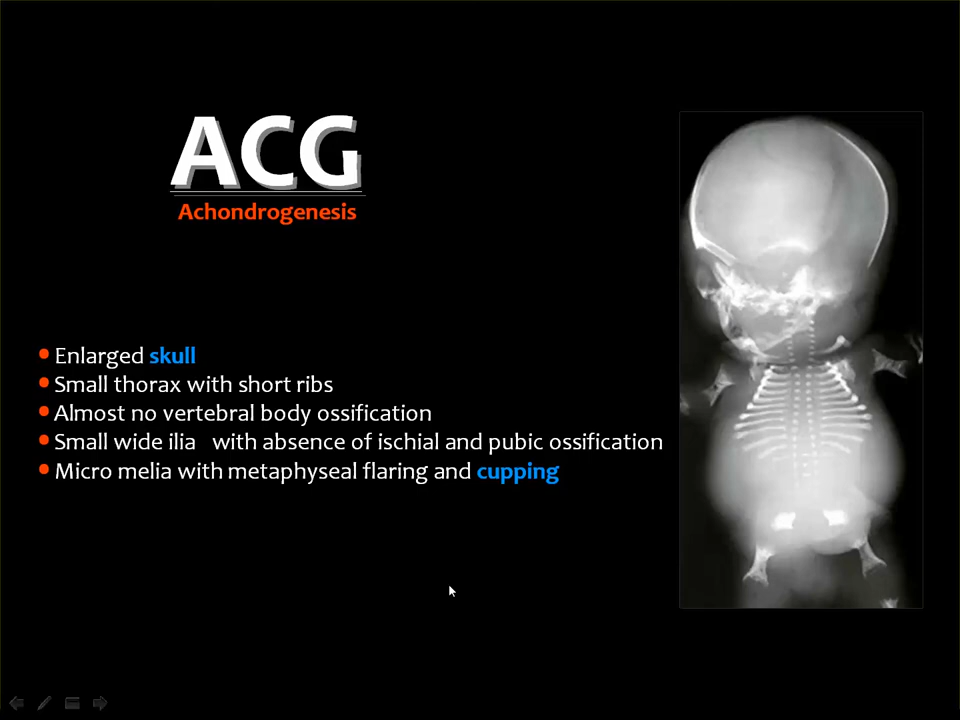 ACG
Achondrogenesis
• Enlarged skull
• Small thorax with short ribs
• Almost no vertebral body ossification
• Small wide ilia with absence of ischial and pubic ossification
• Micro melia with metaphyseal flaring and cupping